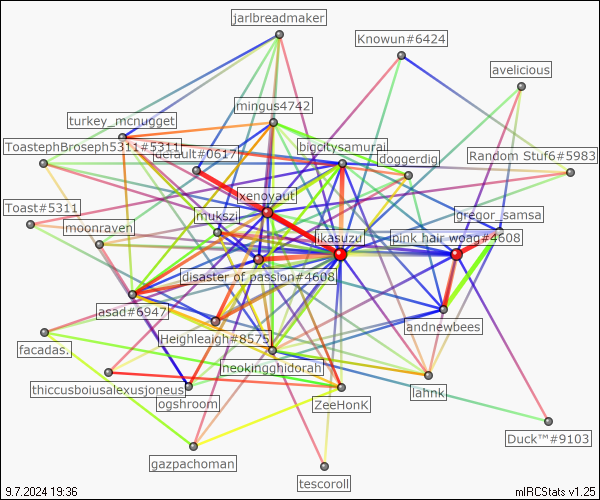 jarlbreadmaker
Knowun#6424
avelicious
mingus4742
turkey_mcnugget
ToastephBroseph5311#5311
default#0617
bigcitysamurai
doggerdig
Random Stuf6#5983
xenovaut
Toast#5311
mukszi
gregor_samsa
moonraven
ikasuzu
pink hair woag#4608
disaster of passion#4608
asad#6947
andnewbees
Heighleaigh#8575
facadas.
neokingghidorah
thiccusboiusalexusjoneus
lahnk
ogshroom
ZeeHonK
Duck™#9103
gazpachoman
tescoroll
9.7.2024 19:36
mIRCStats v1.25